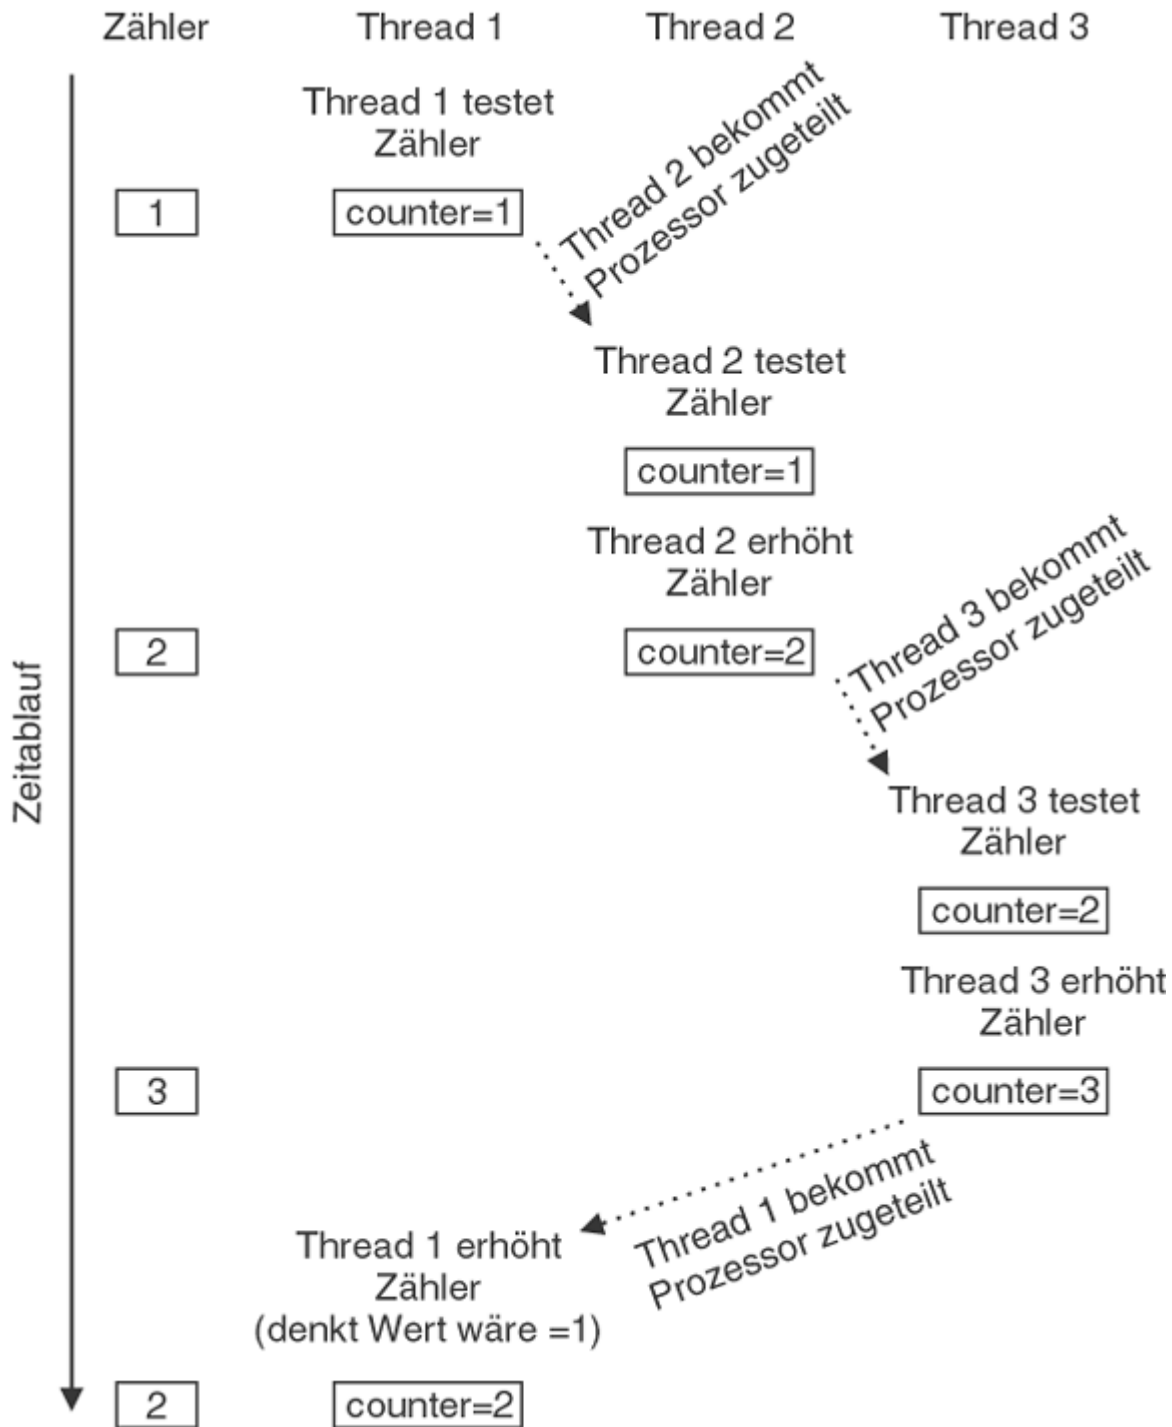 Zähler Thread 1 Thread 2 Thread 3
Thread 1 testet
Zähler
1
counter=1
Thread 2 bekommt
Prozessor zugeteilt
Thread 2 testet
Zähler
counter=1
Thread 2 erhöht
Zähler
2
counter=2
Thread 3 bekommt
Prozessor zugeteilt
Zeitablauf
Thread 3 testet
Zähler
counter=2
Thread 3 erhöht
Zähler
3
counter=3
Thread 1 bekommt
Prozessor zugeteilt
Thread 1 erhöht
Zähler
(denkt Wert wäre =1)
2
counter=2